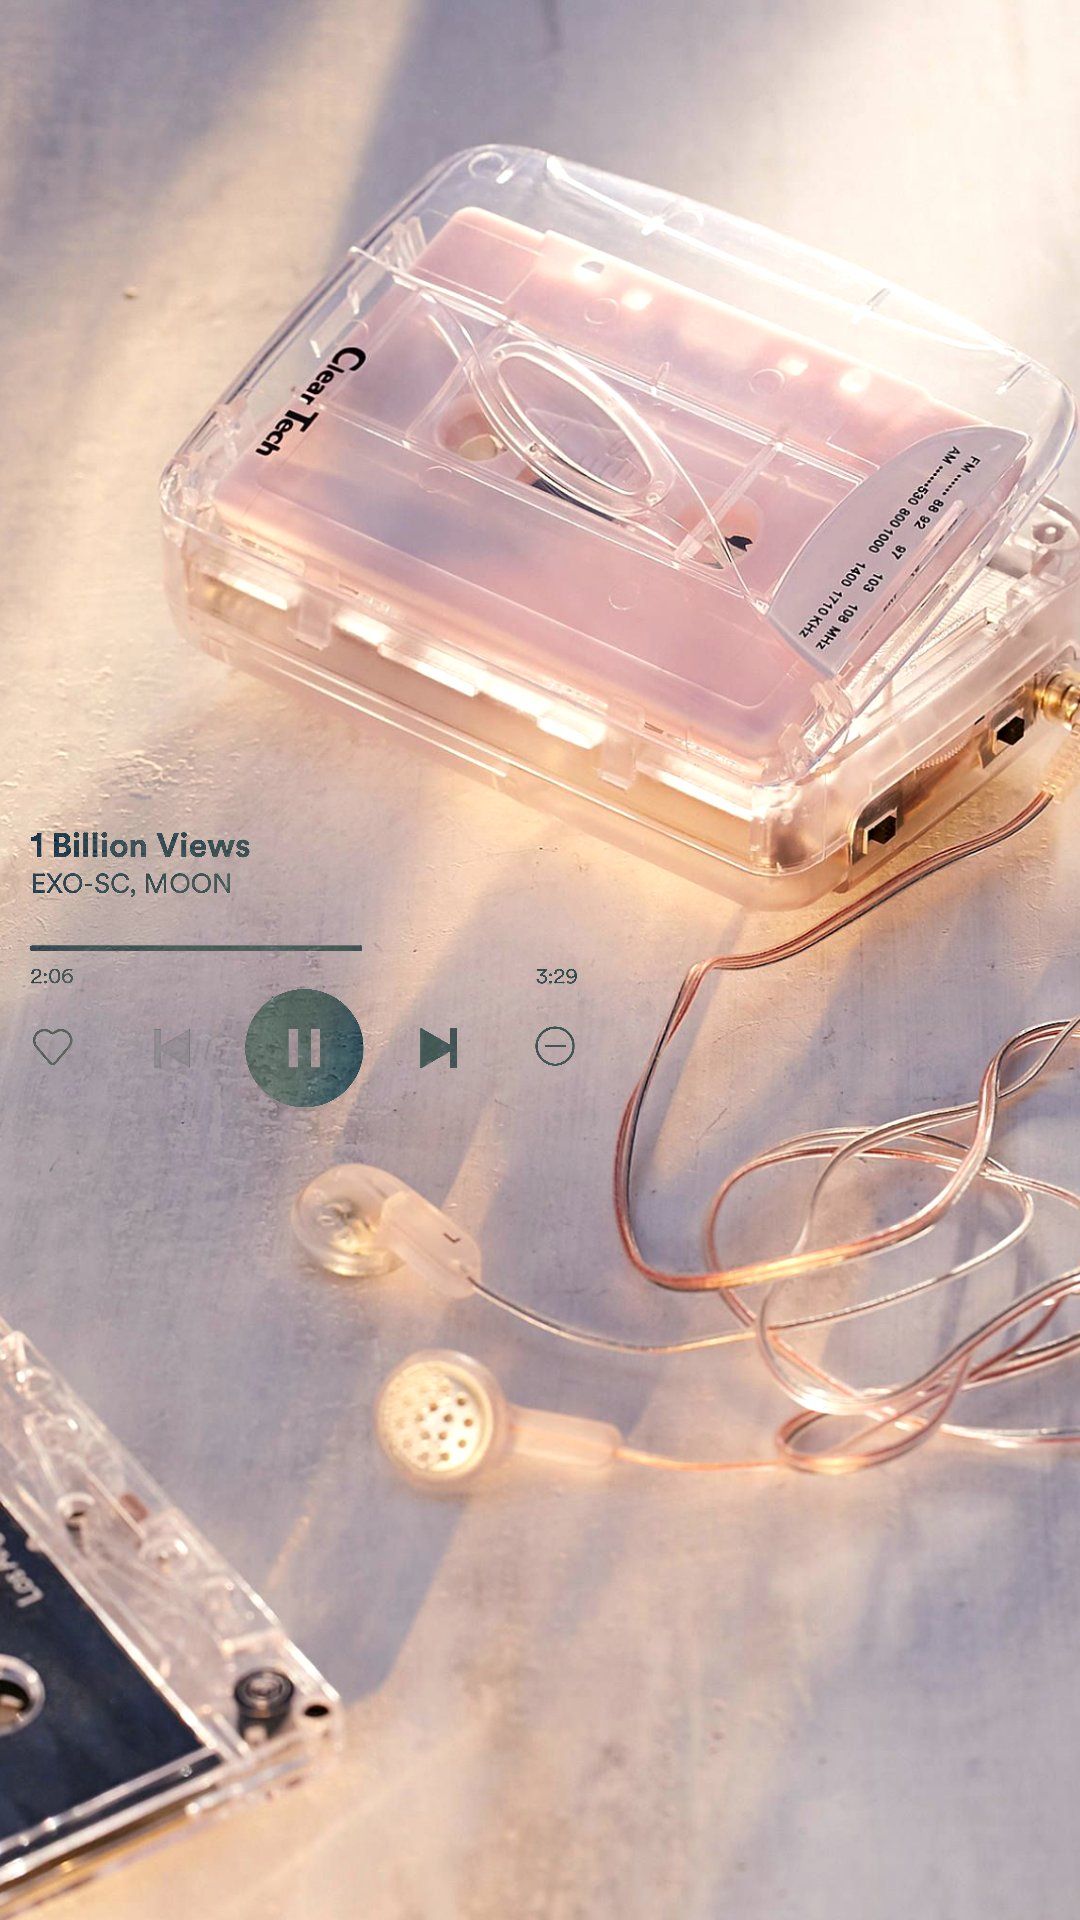 Clear Tech
FM ...... 88 92 97 103 108 MHz
AM ......530 800 1000 1400 1710 KHz
1 Billion Views
EXO-SC, MOON
2:06
3:29
L